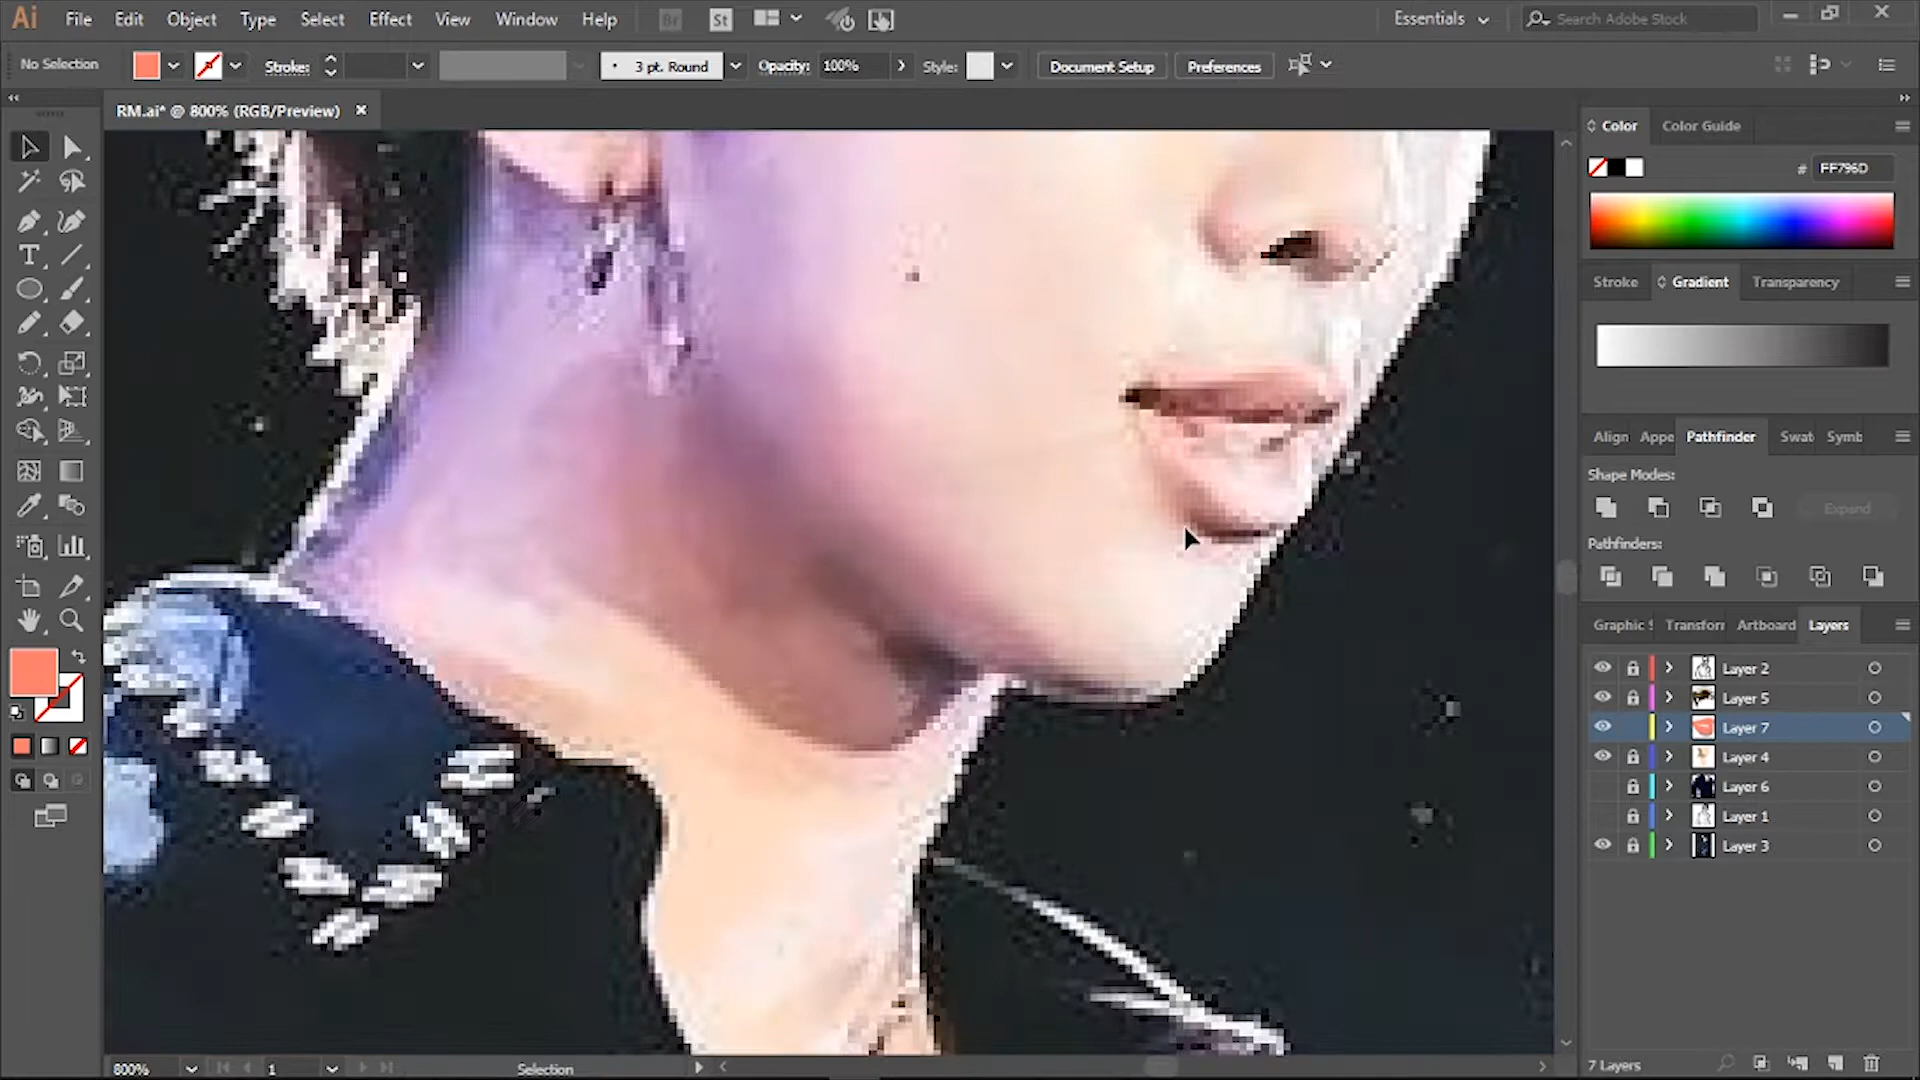 Ai File Edit Object Type Select Effect View Window Help Br St Essentials Search Adobe Stock
No Selection Stroke: 3 pt. Round Opacity: 100% Style: Document Setup Preferences
RM.ai* @ 800% (RGB/Preview)
Color Color Guide
# FF796D
Stroke Gradient Transparency
Align Appe Pathfinder Swat Symb
Shape Modes:
Expand
Pathfinders:
Graphic S Transfor Artboard Layers
Layer 2
Layer 5
Layer 7
Layer 4
Layer 6
Layer 1
Layer 3
800% 1 Selection 7 Layers